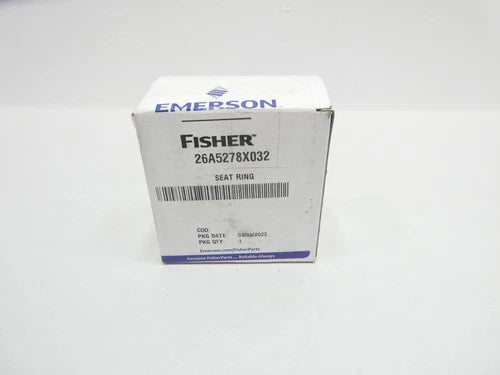 EMERSON
FISHER™
26A5278X032
SEAT RING
COO:
PKG DATE: 03/03/2022
PKG QTY: 1
Emerson.com/FisherParts
Genuine FisherParts ... Reliable Always